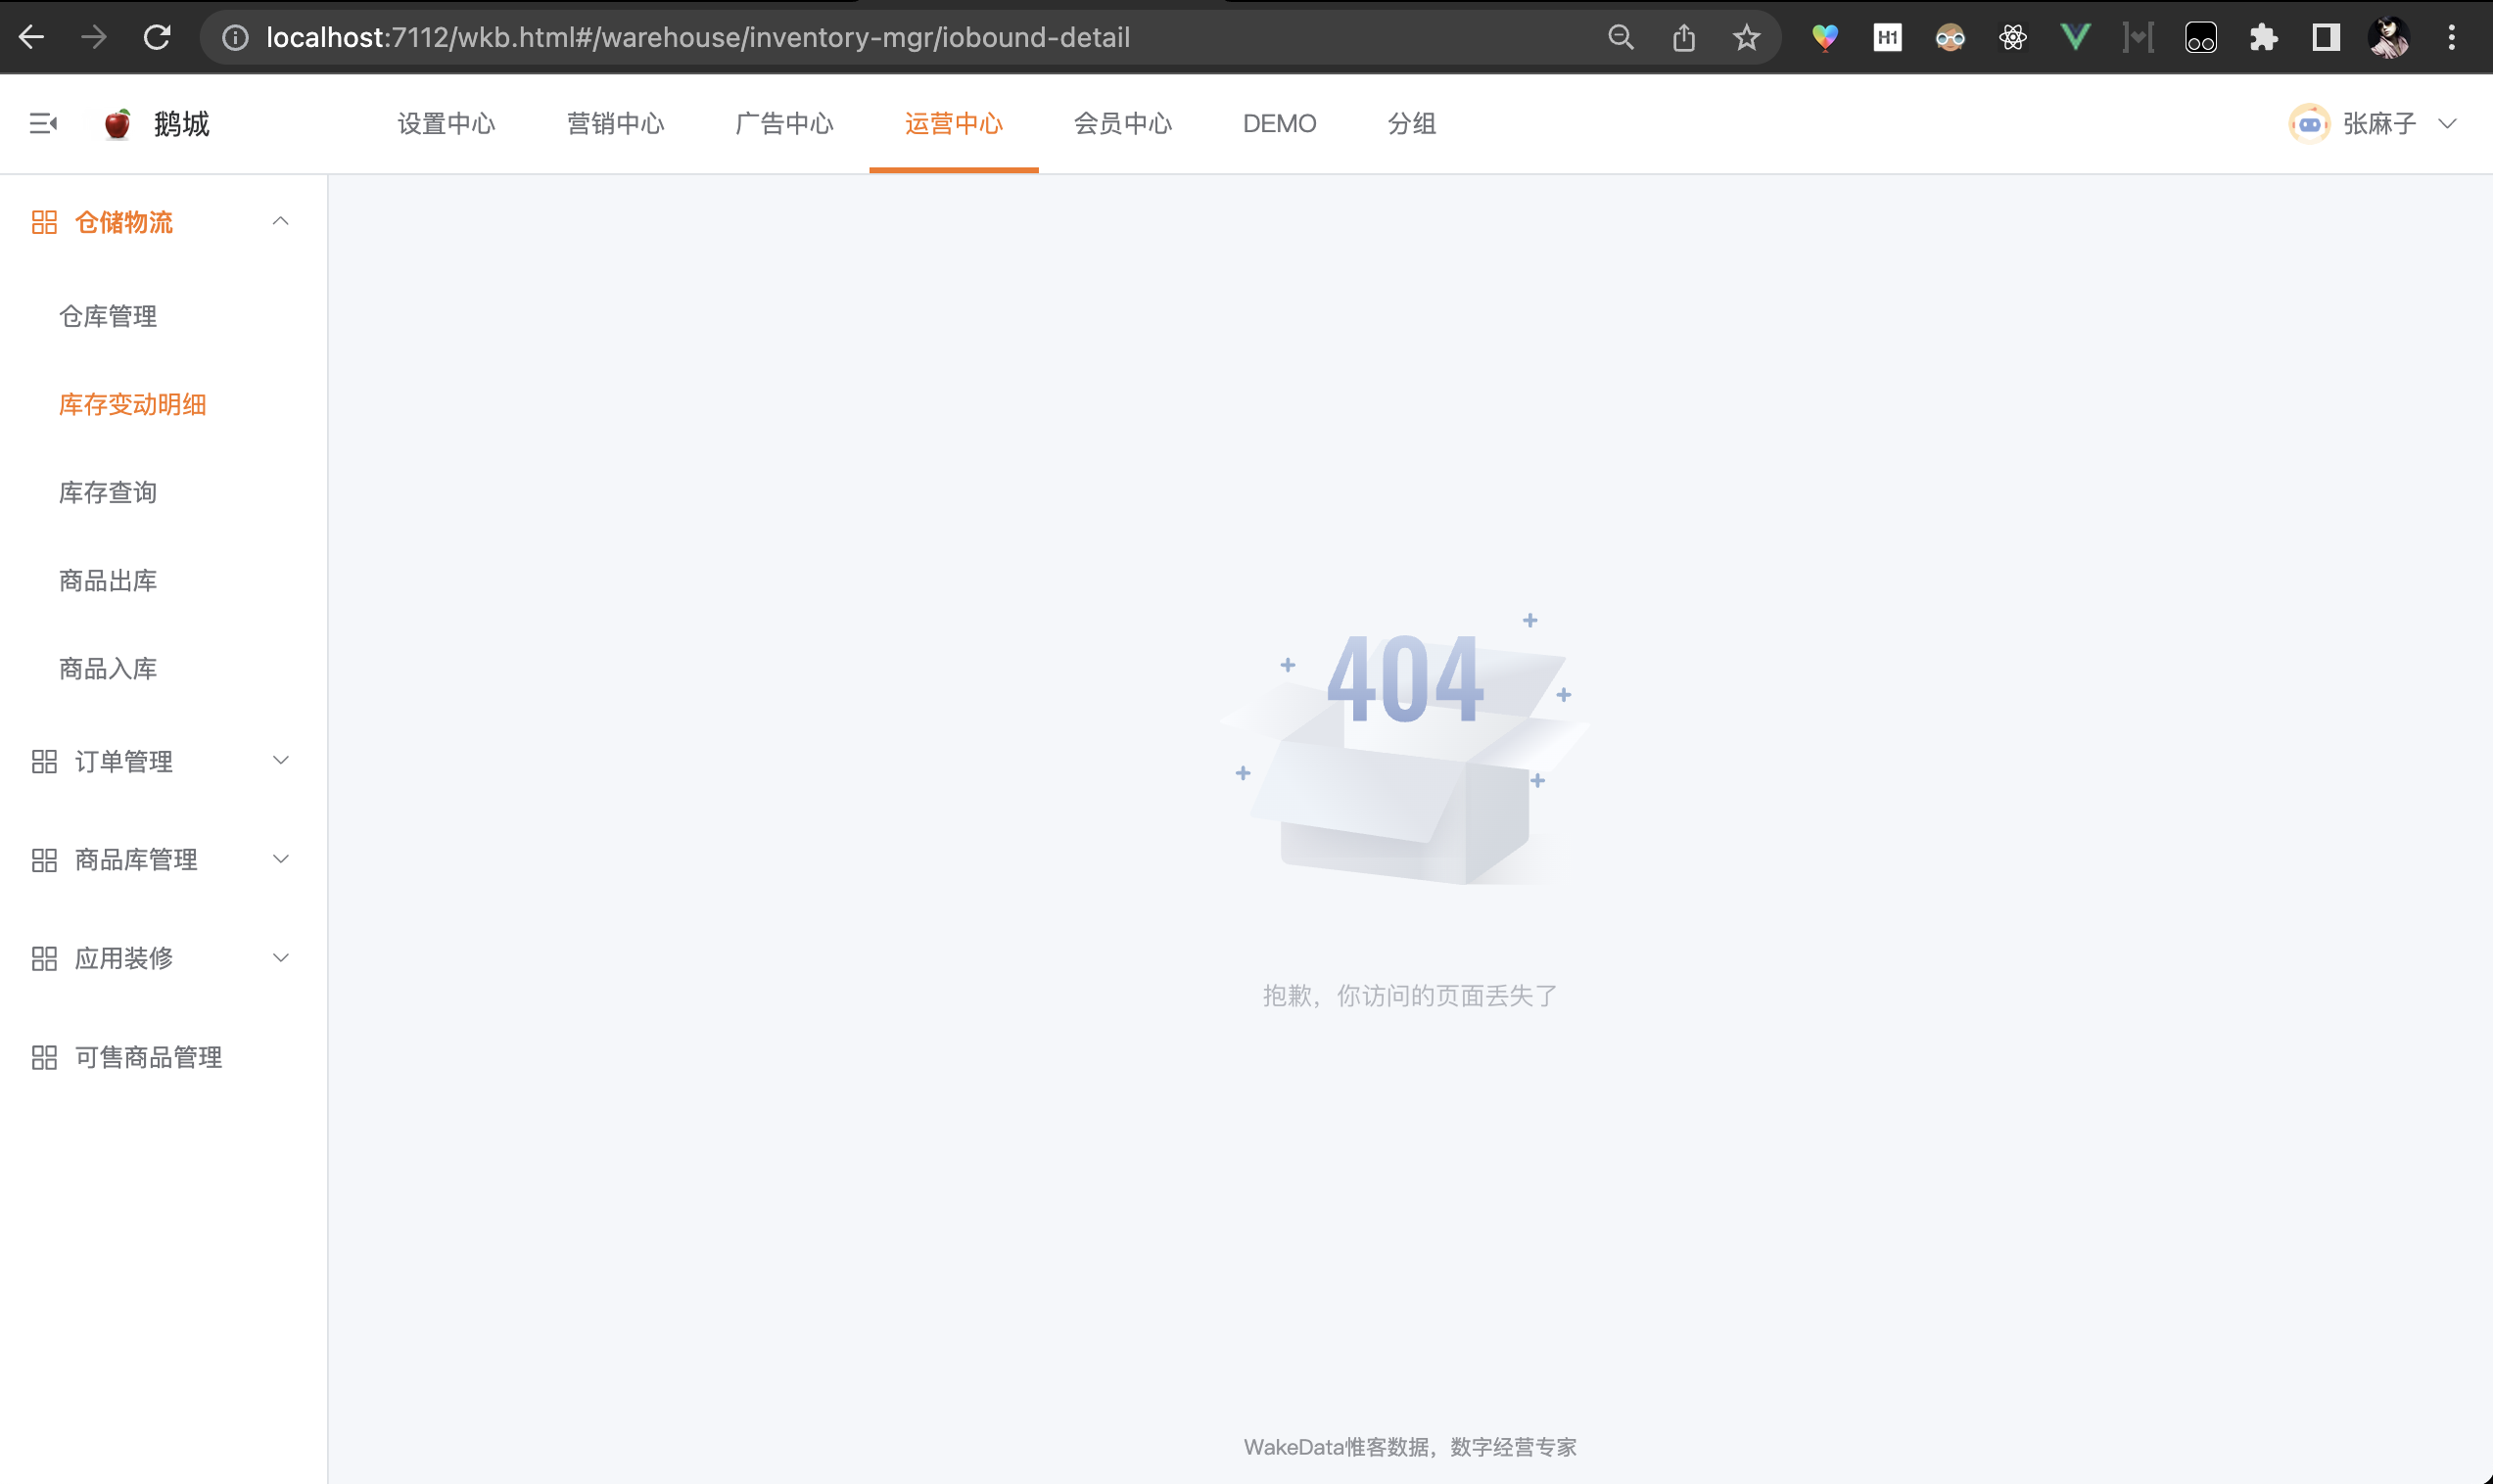 localhost:7112/wkb.html#/warehouse/inventory-mgr/iobound-detail
H1
鹅城
设置中心
营销中心
广告中心
运营中心
会员中心
DEMO
分组
张麻子
仓储物流
仓库管理
库存变动明细
库存查询
商品出库
商品入库
订单管理
商品库管理
应用装修
可售商品管理
404
抱歉，你访问的页面丢失了
WakeData惟客数据，数字经营专家